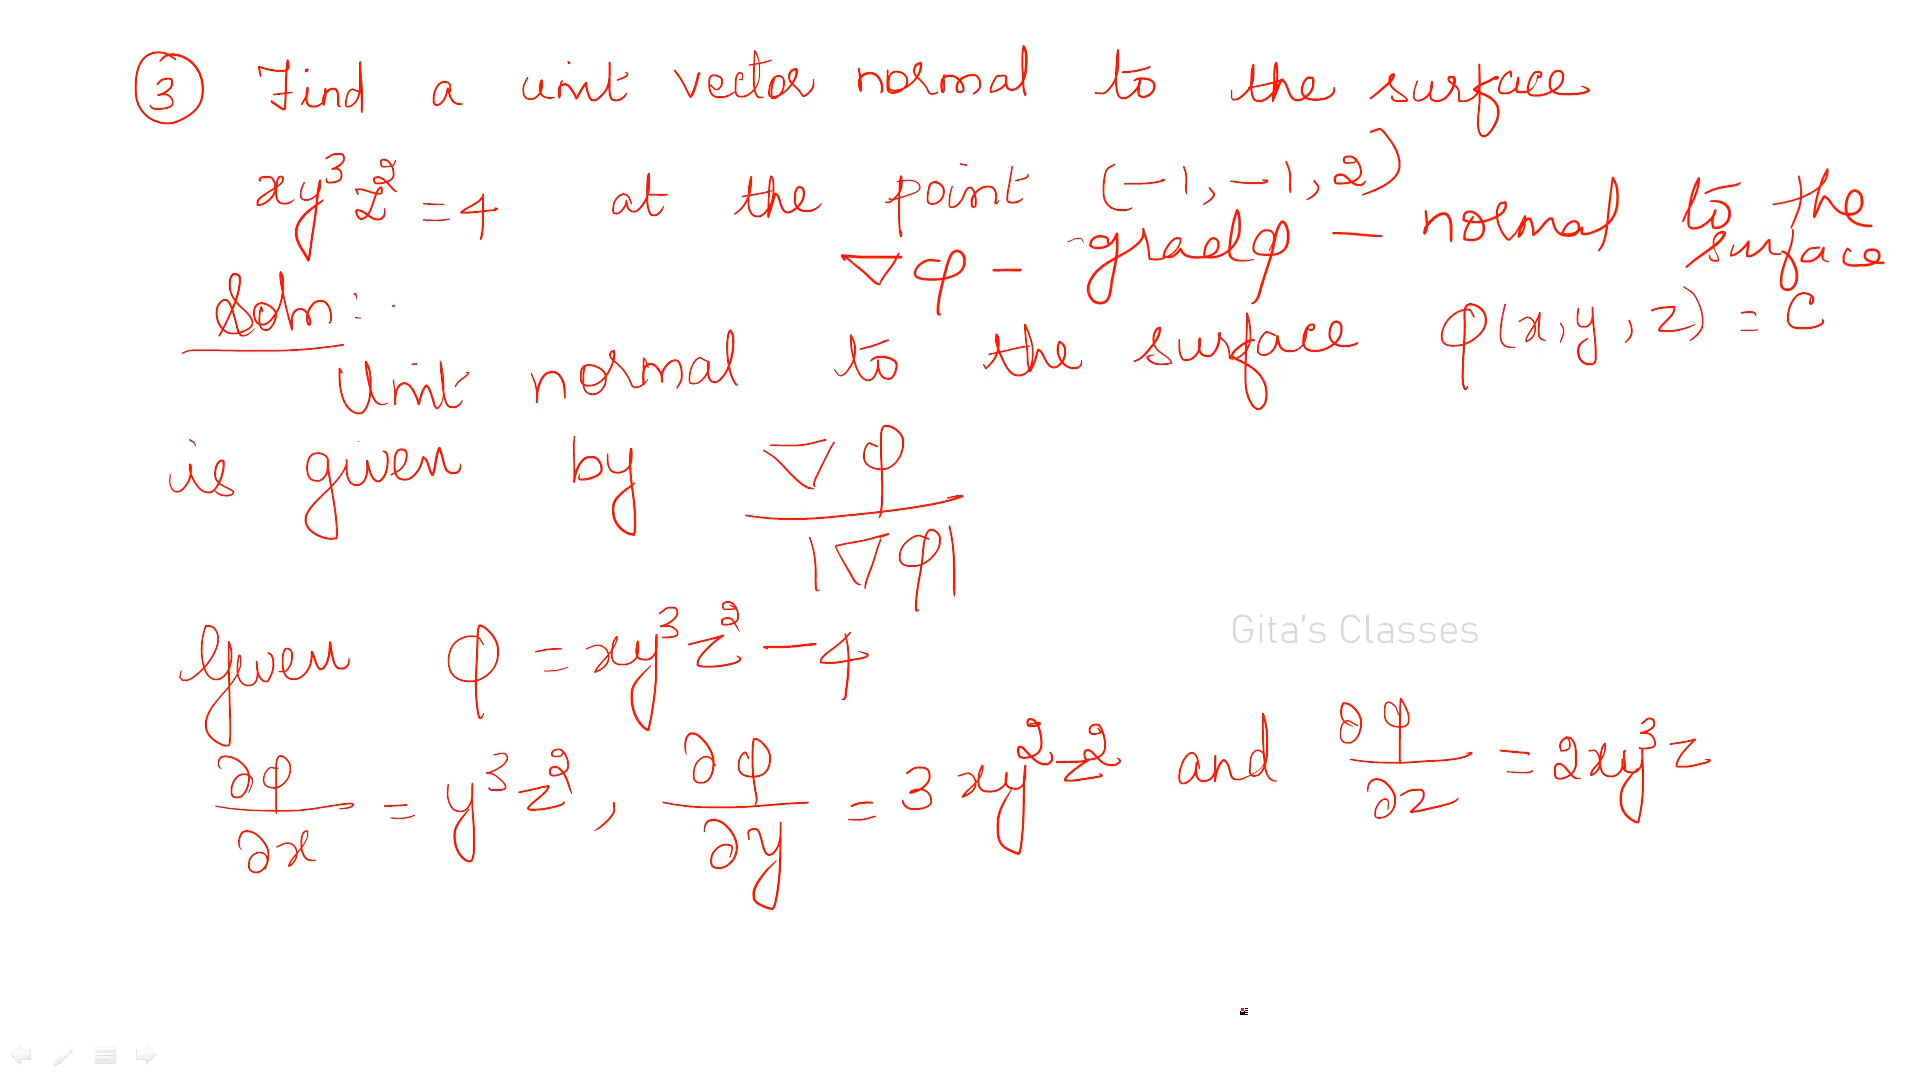 ③ Find a unit vector normal to the surface
xy³z² = 4 at the point (-1, -1, 2)
∇φ - gradφ - normal to the surface
Soln:
Unit normal to the surface φ(x, y, z) = C
is given by ∇φ / |∇φ|
Given φ = xy³z² - 4
∂φ/∂x = y³z², ∂φ/∂y = 3xy²z² and ∂φ/∂z = 2xy³z
Gita's Classes